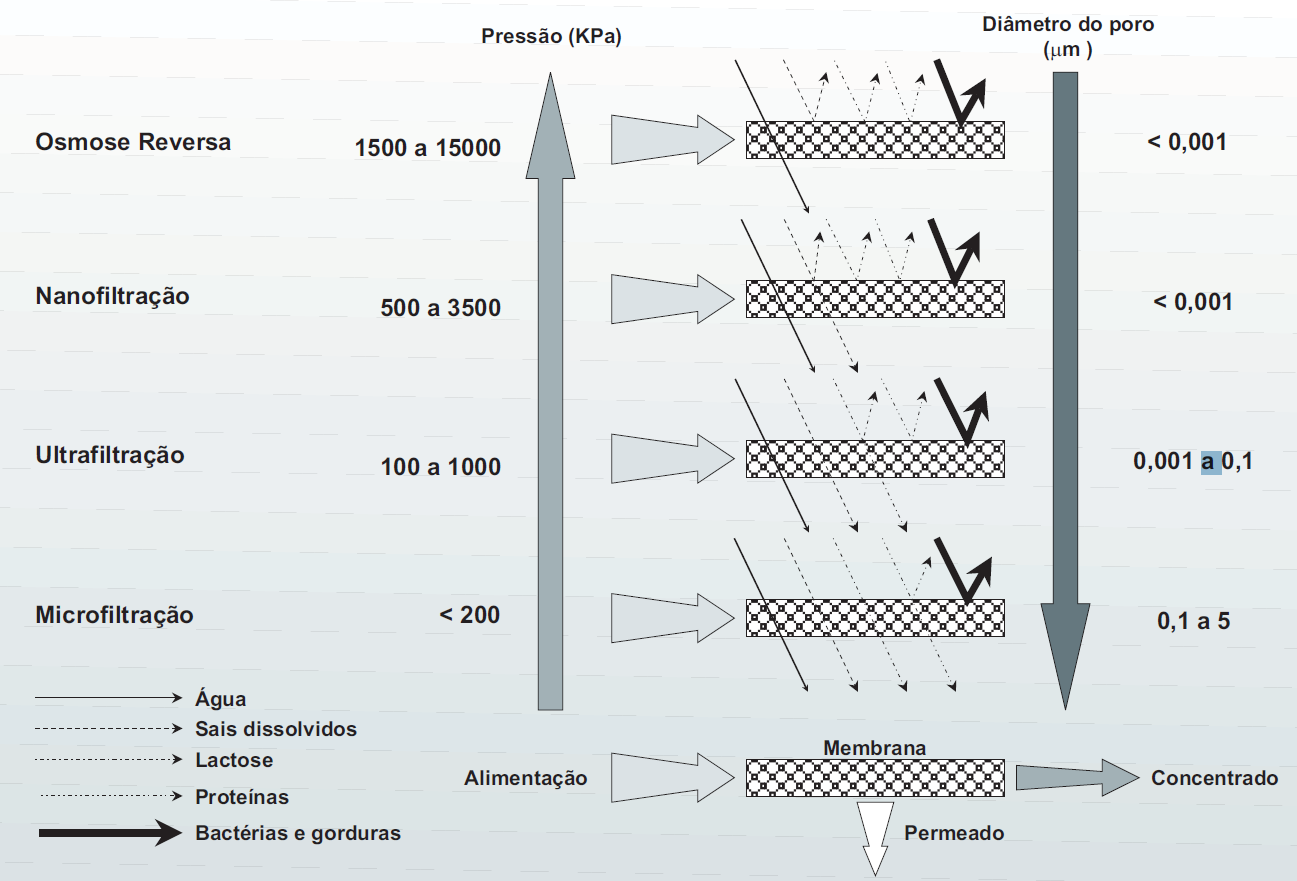 Pressão (KPa)
Diâmetro do poro
(μm )
Osmose Reversa
1500 a 15000
< 0,001
Nanofiltração
500 a 3500
< 0,001
Ultrafiltração
100 a 1000
0,001 a 0,1
Microfiltração
< 200
0,1 a 5
Água
Sais dissolvidos
Lactose
Proteínas
Bactérias e gorduras
Alimentação
Membrana
Concentrado
Permeado